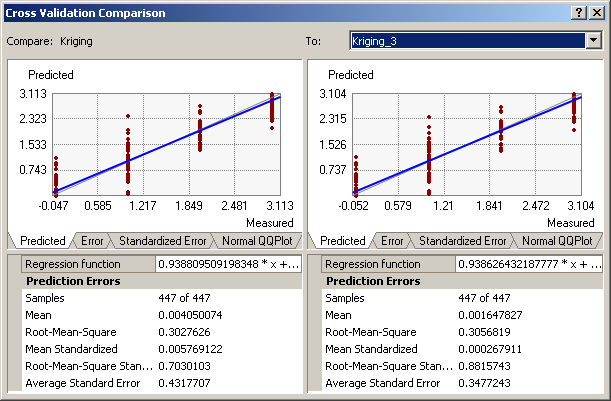 Cross Validation Comparison
Compare: Kriging
To: Kriging_3
Predicted
3.113
2.323
1.533
0.743
-0.047 0.585 1.217 1.849 2.481 3.113
Measured
Predicted Error Standardized Error Normal QQPlot
Regression function 0.938809509198348 * x + ...
Prediction Errors
Samples 447 of 447
Mean 0.004050074
Root-Mean-Square 0.3027626
Mean Standardized 0.005769122
Root-Mean-Square Stan... 0.7030103
Average Standard Error 0.4317707
Predicted
3.104
2.315
1.526
0.737
-0.052 0.579 1.21 1.841 2.472 3.104
Measured
Predicted Error Standardized Error Normal QQPlot
Regression function 0.938626432187777 * x + ...
Prediction Errors
Samples 447 of 447
Mean 0.001647827
Root-Mean-Square 0.3056819
Mean Standardized 0.000267911
Root-Mean-Square Stan... 0.8815743
Average Standard Error 0.3477243